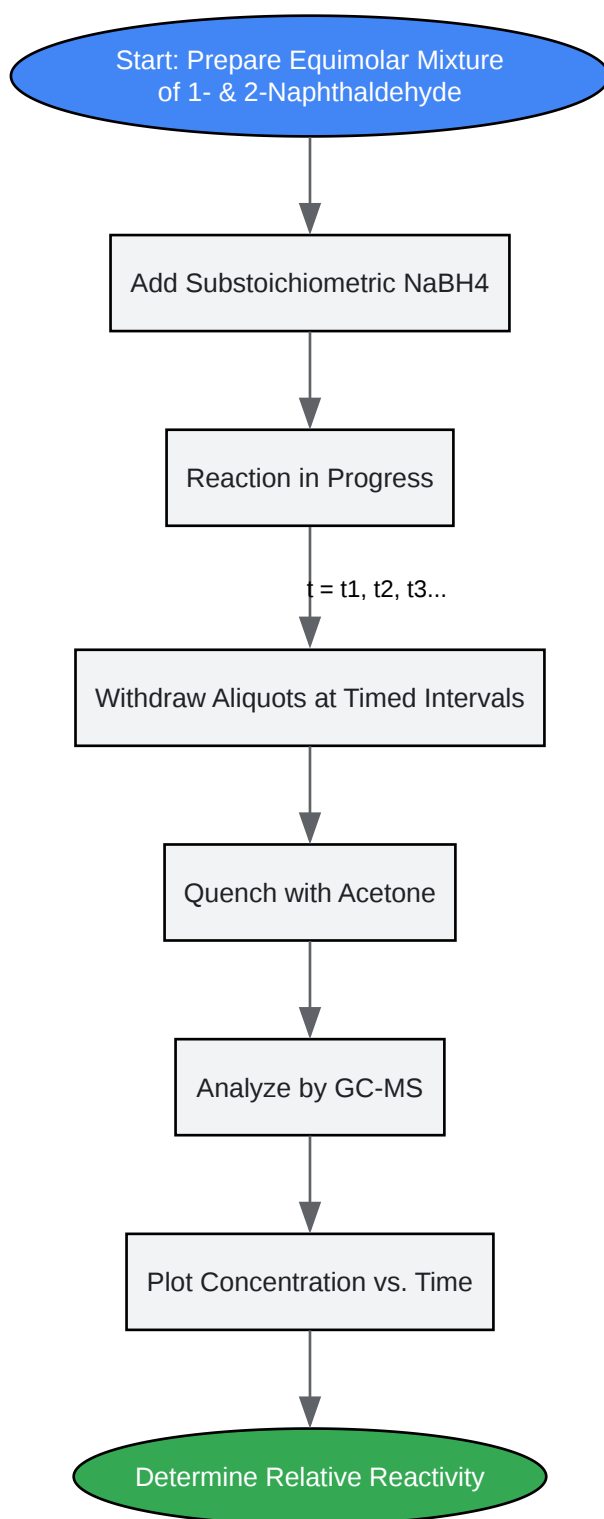 Start: Prepare Equimolar Mixture
of 1- & 2-Naphthaldehyde
Add Substoichiometric NaBH4
Reaction in Progress
t = t1, t2, t3...
Withdraw Aliquots at Timed Intervals
Quench with Acetone
Analyze by GC-MS
Plot Concentration vs. Time
Determine Relative Reactivity